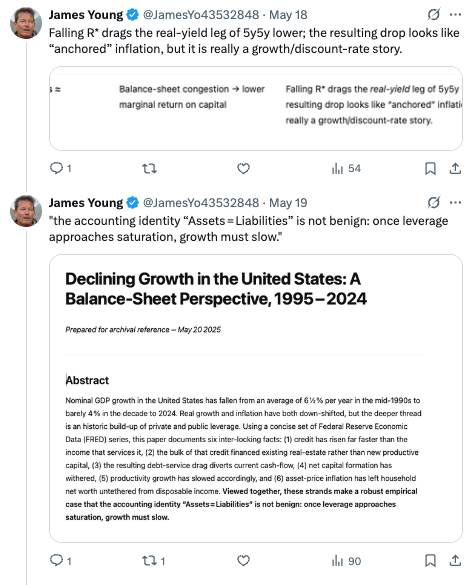 James Young @JamesYo43532848 · May 18
Falling R* drags the real-yield leg of 5y5y lower; the resulting drop looks like
“anchored” inflation, but it is really a growth/discount-rate story.
s ≈
Balance-sheet congestion → lower
marginal return on capital
Falling R* drags the real-yield leg of 5y5y
resulting drop looks like “anchored” inflati
really a growth/discount-rate story.
1
54
James Young @JamesYo43532848 · May 19
"the accounting identity “Assets = Liabilities” is not benign: once leverage
approaches saturation, growth must slow."
Declining Growth in the United States: A
Balance-Sheet Perspective, 1995 – 2024
Prepared for archival reference – May 20 2025
Abstract
Nominal GDP growth in the United States has fallen from an average of 6 ½ % per year in the mid-1990s to
barely 4 % in the decade to 2024. Real growth and inflation have both down-shifted, but the deeper thread
is an historic build-up of private and public leverage. Using a concise set of Federal Reserve Economic
Data (FRED) series, this paper documents six inter-locking facts: (1) credit has risen far faster than the
income that services it, (2) the bulk of that credit financed existing real-estate rather than new productive
capital, (3) the resulting debt-service drag diverts current cash-flow, (4) net capital formation has
withered, (5) productivity growth has slowed accordingly, and (6) asset-price inflation has left household
net worth untethered from disposable income. Viewed together, these strands make a robust empirical
case that the accounting identity “Assets = Liabilities” is not benign: once leverage approaches
saturation, growth must slow.
1
1
90